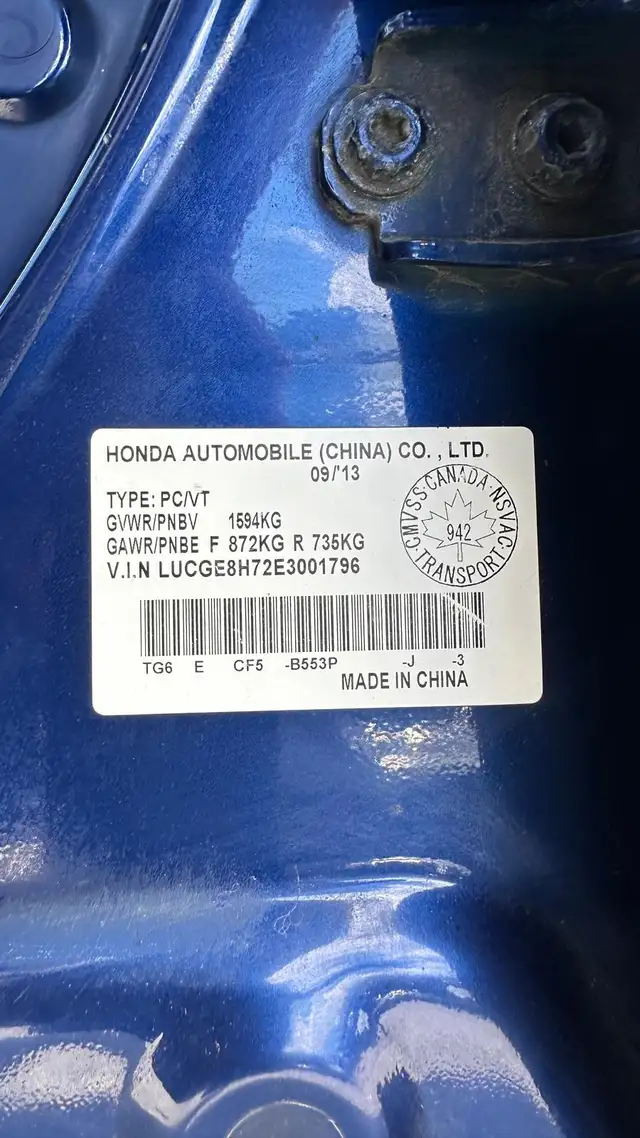 HONDA AUTOMOBILE (CHINA) CO., LTD.
09/'13
TYPE: PC/VT
GVWR/PNBV 1594KG
GAWR/PNBE F 872KG R 735KG
V.I.N LUCGE8H72E3001796
CMVSS·CANADA·NSVAC·TRANSPORT·
942
TG6 E CF5 -B553P -J -3
MADE IN CHINA